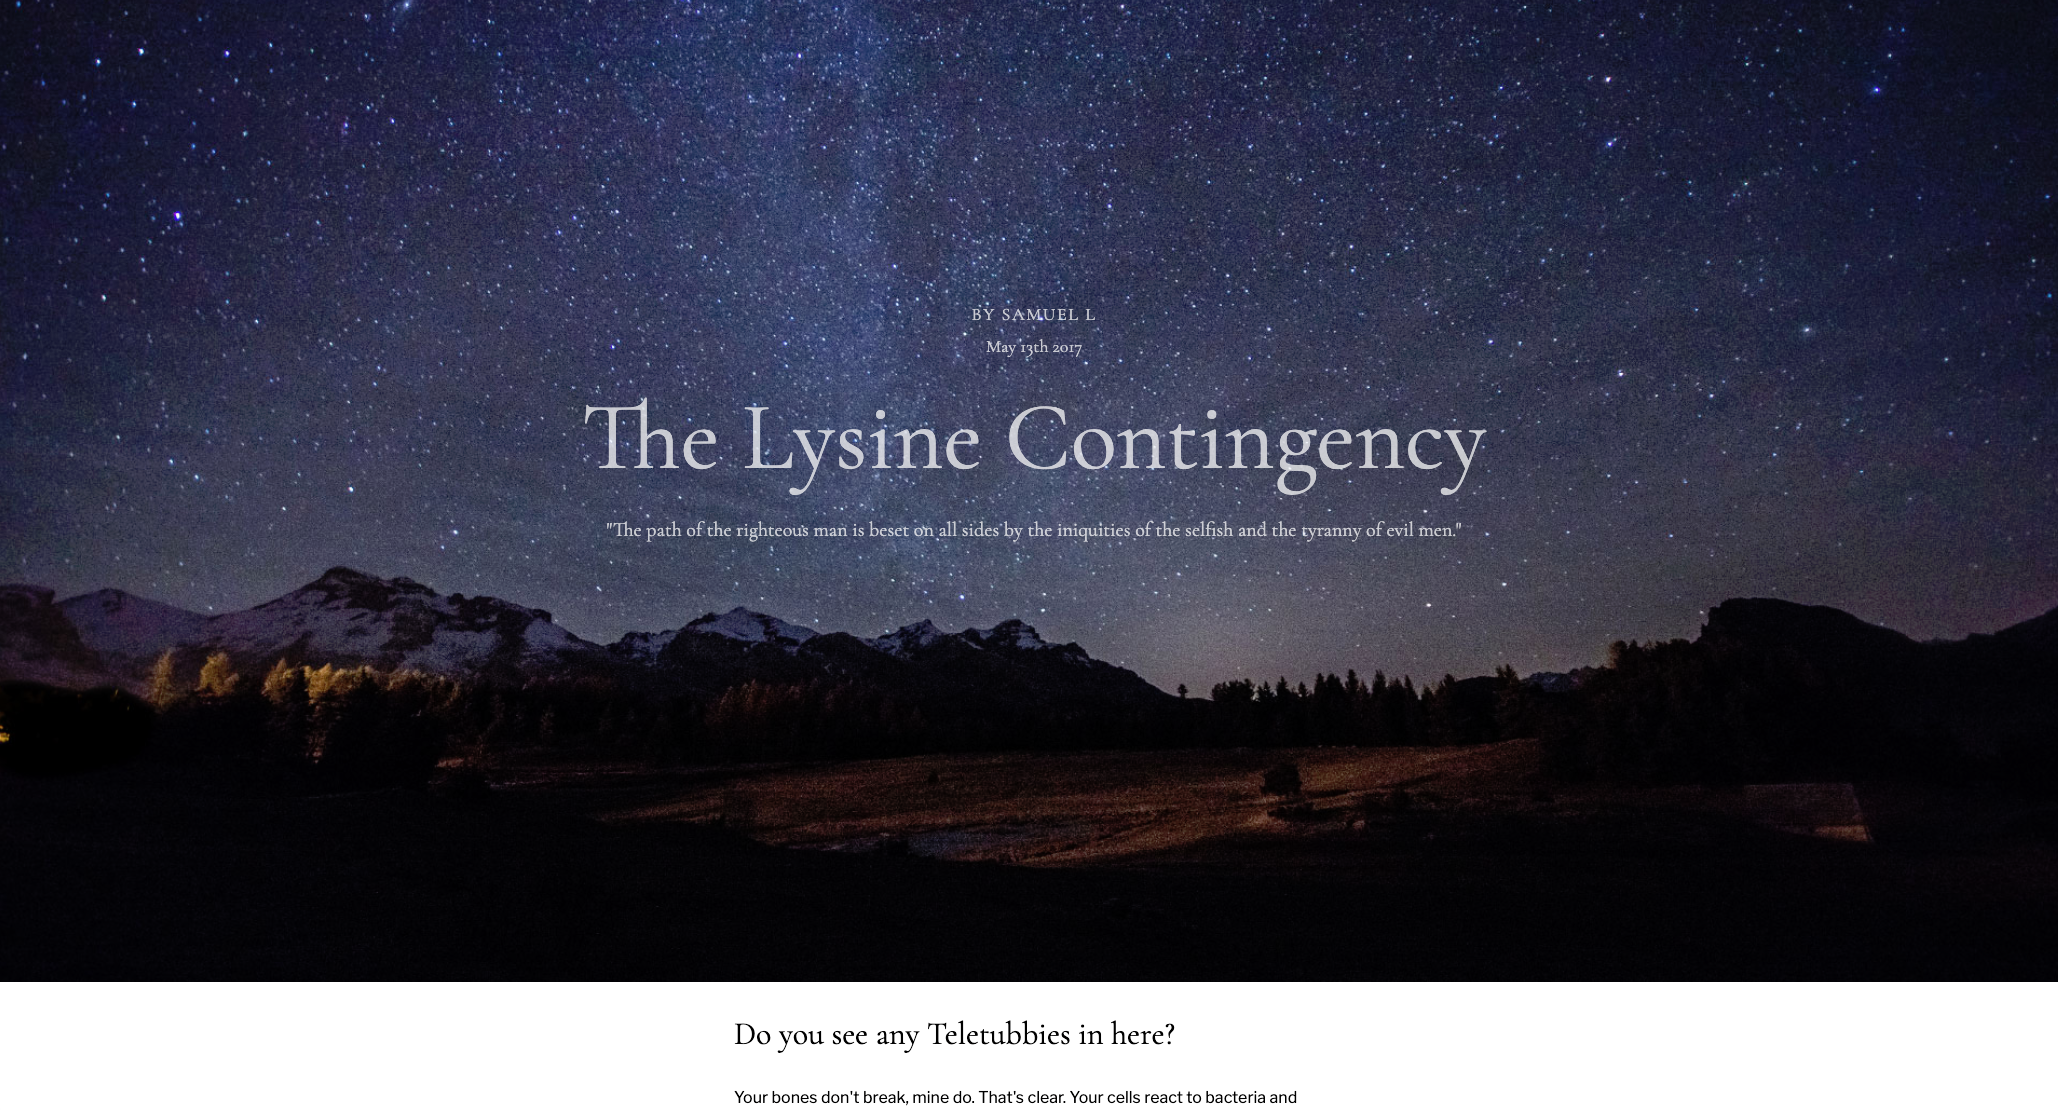 BY SAMUEL L
May 13th 2017
The Lysine Contingency
"The path of the righteous man is beset on all sides by the iniquities of the selfish and the tyranny of evil men."
Do you see any Teletubbies in here?
Your bones don't break, mine do. That's clear. Your cells react to bacteria and